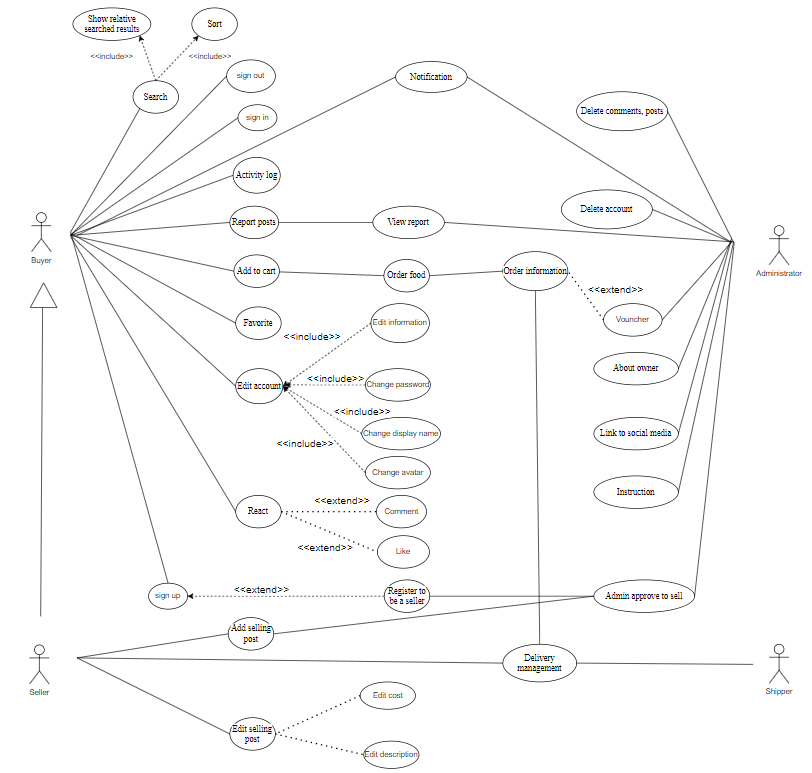 Show relative
searched results
Sort
<<include>>
<<include>>
Search
sign out
sign in
Notification
Delete comments, posts
Activity log
Report posts
View report
Delete account
Buyer
Administrator
Add to cart
Order food
Order information
<<extend>>
Vouncher
Favorite
Edit information
<<include>>
About owner
Edit account
<<include>>
Change password
<<include>>
Change display name
<<include>>
Link to social media
Change avatar
Instruction
React
<<extend>>
Comment
<<extend>>
Like
sign up
<<extend>>
Register to
be a seller
Admin approve to sell
Add selling
post
Seller
Delivery
management
Shipper
Edit cost
Edit selling
post
Edit description